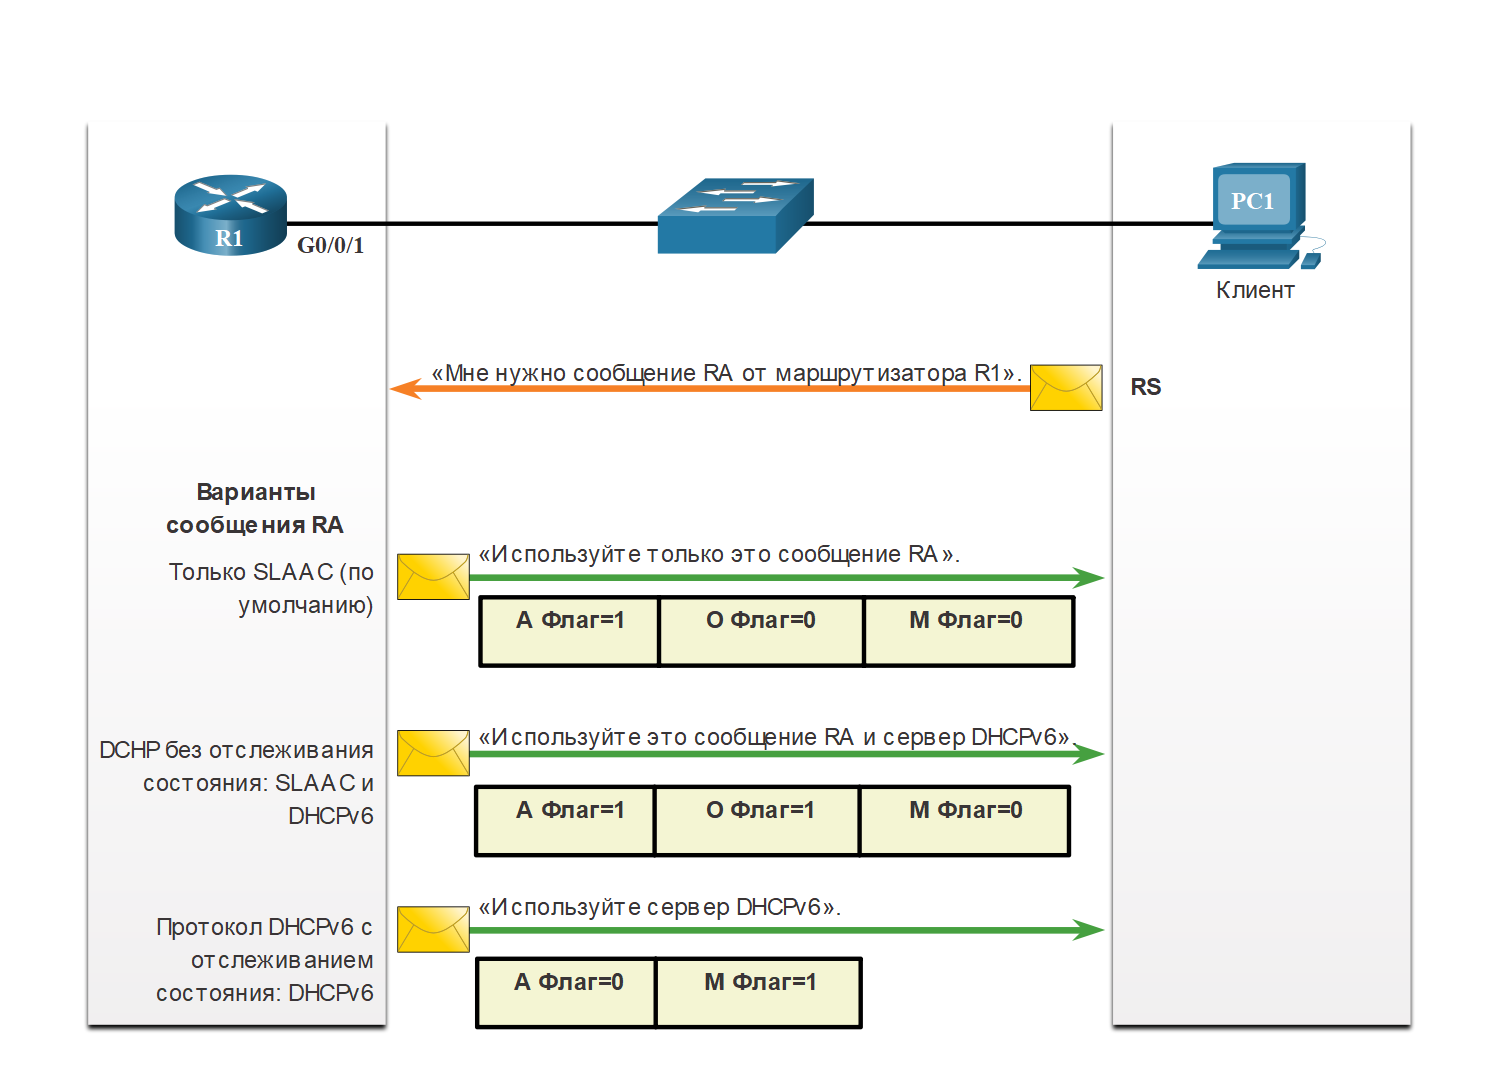 R1
G0/0/1
PC1
Клиент
«Мне нужно сообщение RA от маршрутизатора R1».
RS
Варианты
сообщения RA
Только SLAAC (по
умолчанию)
«Используйте только это сообщение RA».
A Флаг=1
O Флаг=0
M Флаг=0
DCHP без отслеживания
состояния: SLAAC и
DHCPv6
«Используйте это сообщение RA и сервер DHCPv6».
A Флаг=1
O Флаг=1
M Флаг=0
Протокол DHCPv6 с
отслеживанием
состояния: DHCPv6
«Используйте сервер DHCPv6».
A Флаг=0
M Флаг=1